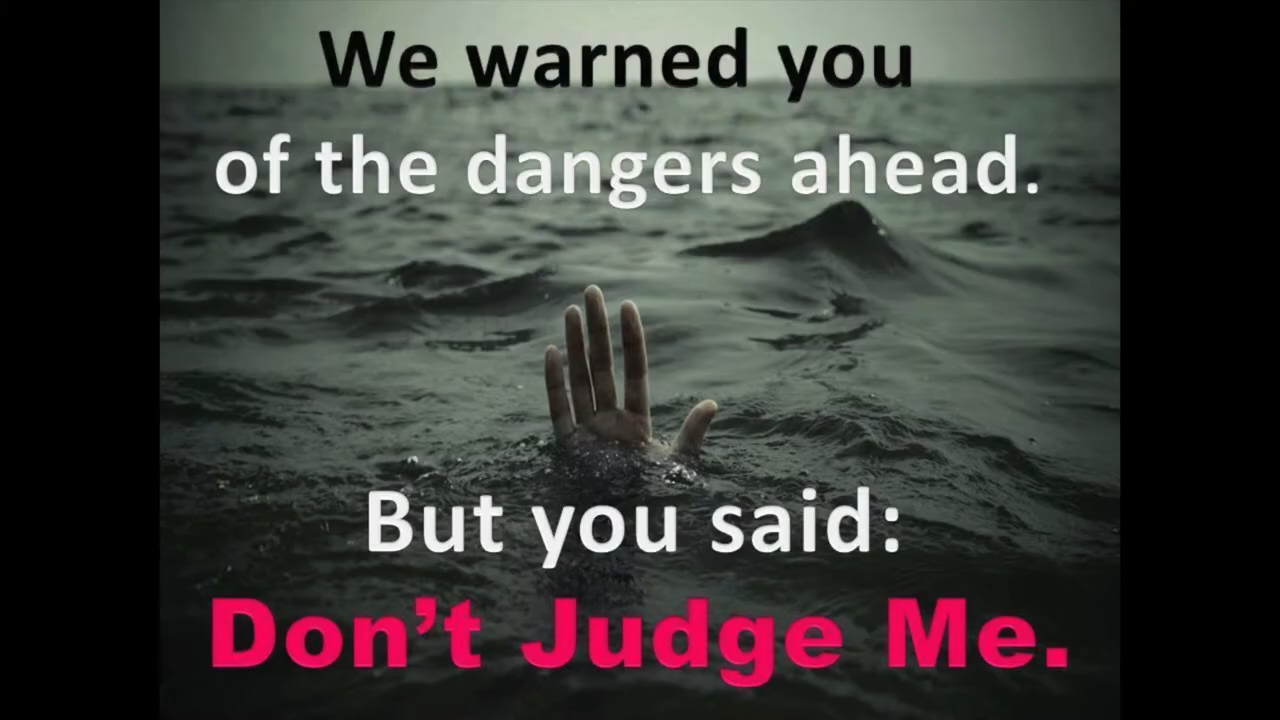 We warned you
of the dangers ahead.
But you said:
Don’t Judge Me.